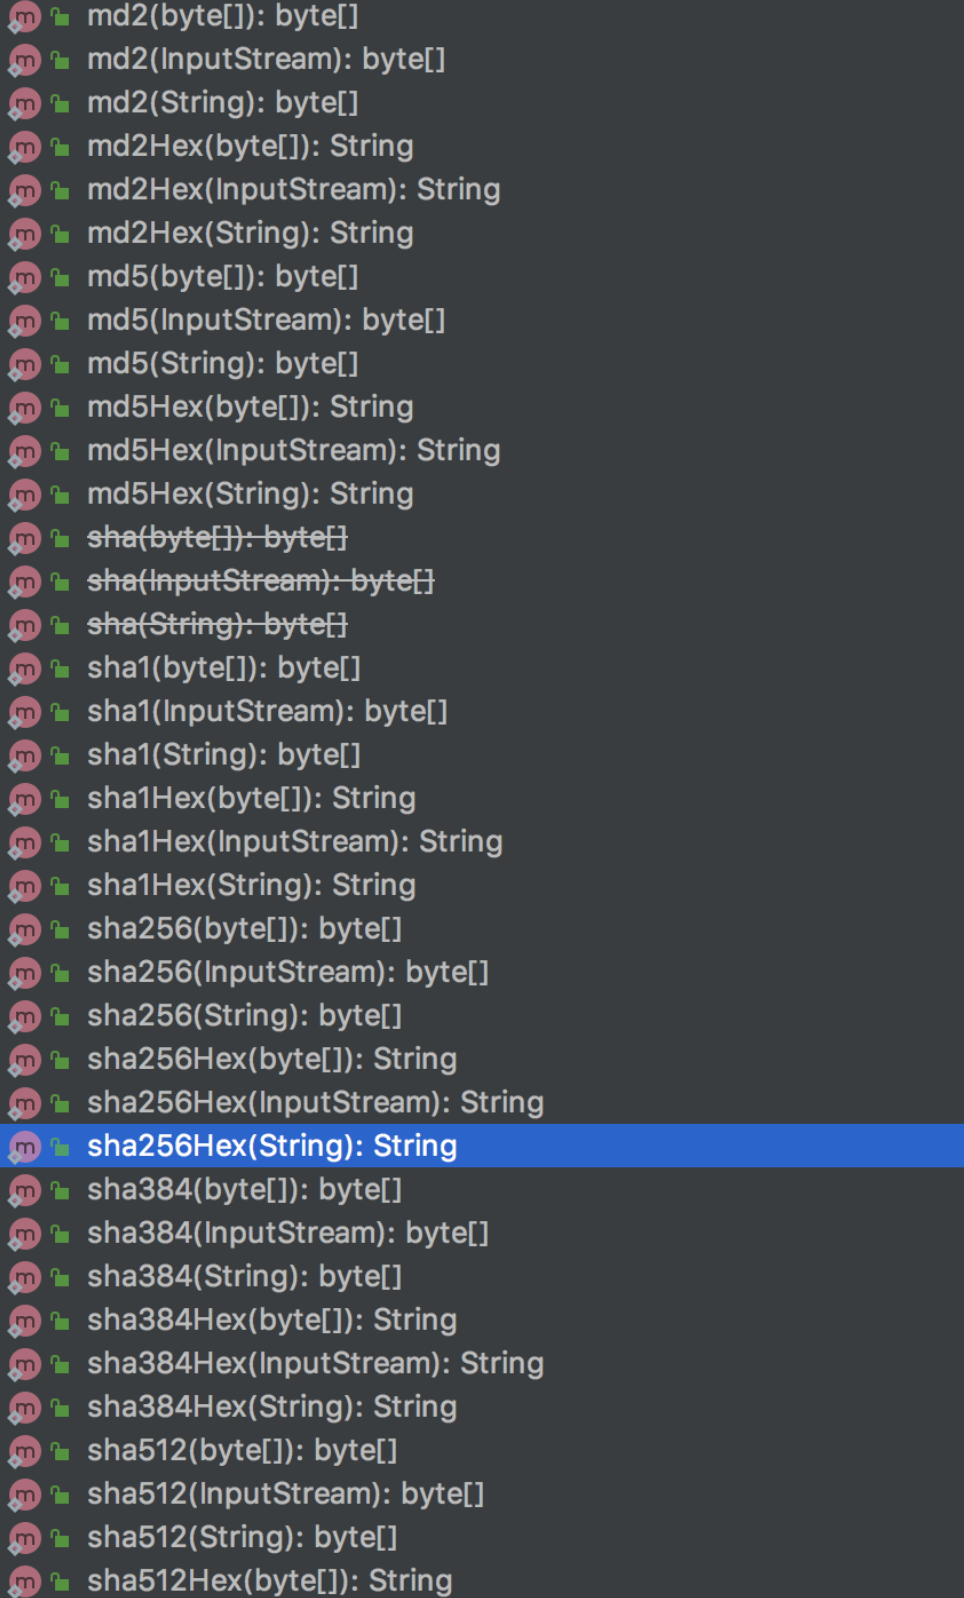 md2(byte[]): byte[]
md2(InputStream): byte[]
md2(String): byte[]
md2Hex(byte[]): String
md2Hex(InputStream): String
md2Hex(String): String
md5(byte[]): byte[]
md5(InputStream): byte[]
md5(String): byte[]
md5Hex(byte[]): String
md5Hex(InputStream): String
md5Hex(String): String
sha(byte[]): byte[]
sha(InputStream): byte[]
sha(String): byte[]
sha1(byte[]): byte[]
sha1(InputStream): byte[]
sha1(String): byte[]
sha1Hex(byte[]): String
sha1Hex(InputStream): String
sha1Hex(String): String
sha256(byte[]): byte[]
sha256(InputStream): byte[]
sha256(String): byte[]
sha256Hex(byte[]): String
sha256Hex(InputStream): String
sha256Hex(String): String
sha384(byte[]): byte[]
sha384(InputStream): byte[]
sha384(String): byte[]
sha384Hex(byte[]): String
sha384Hex(InputStream): String
sha384Hex(String): String
sha512(byte[]): byte[]
sha512(InputStream): byte[]
sha512(String): byte[]
sha512Hex(byte[]): String